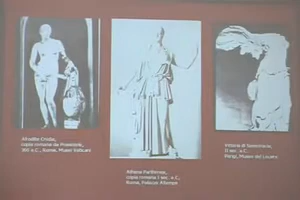 Afrodite Cnidia,
copia romana da Prassitele,
a.C., Roma, Musei Vaticani
Athena Parthenos,
copia romana I sec. a.C.
Roma, Palazzo Altemps
Vittoria di Samotracia,
II sec. a.C.
Parigi, Museo del Louvre